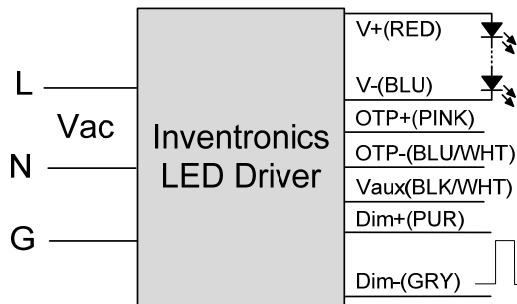 L
Vac
N
G
Inventronics
LED Driver
V+(RED)
V-(BLU)
OTP+(PINK)
OTP-(BLU/WHT)
Vaux(BLK/WHT)
Dim+(PUR)
Dim-(GRY)